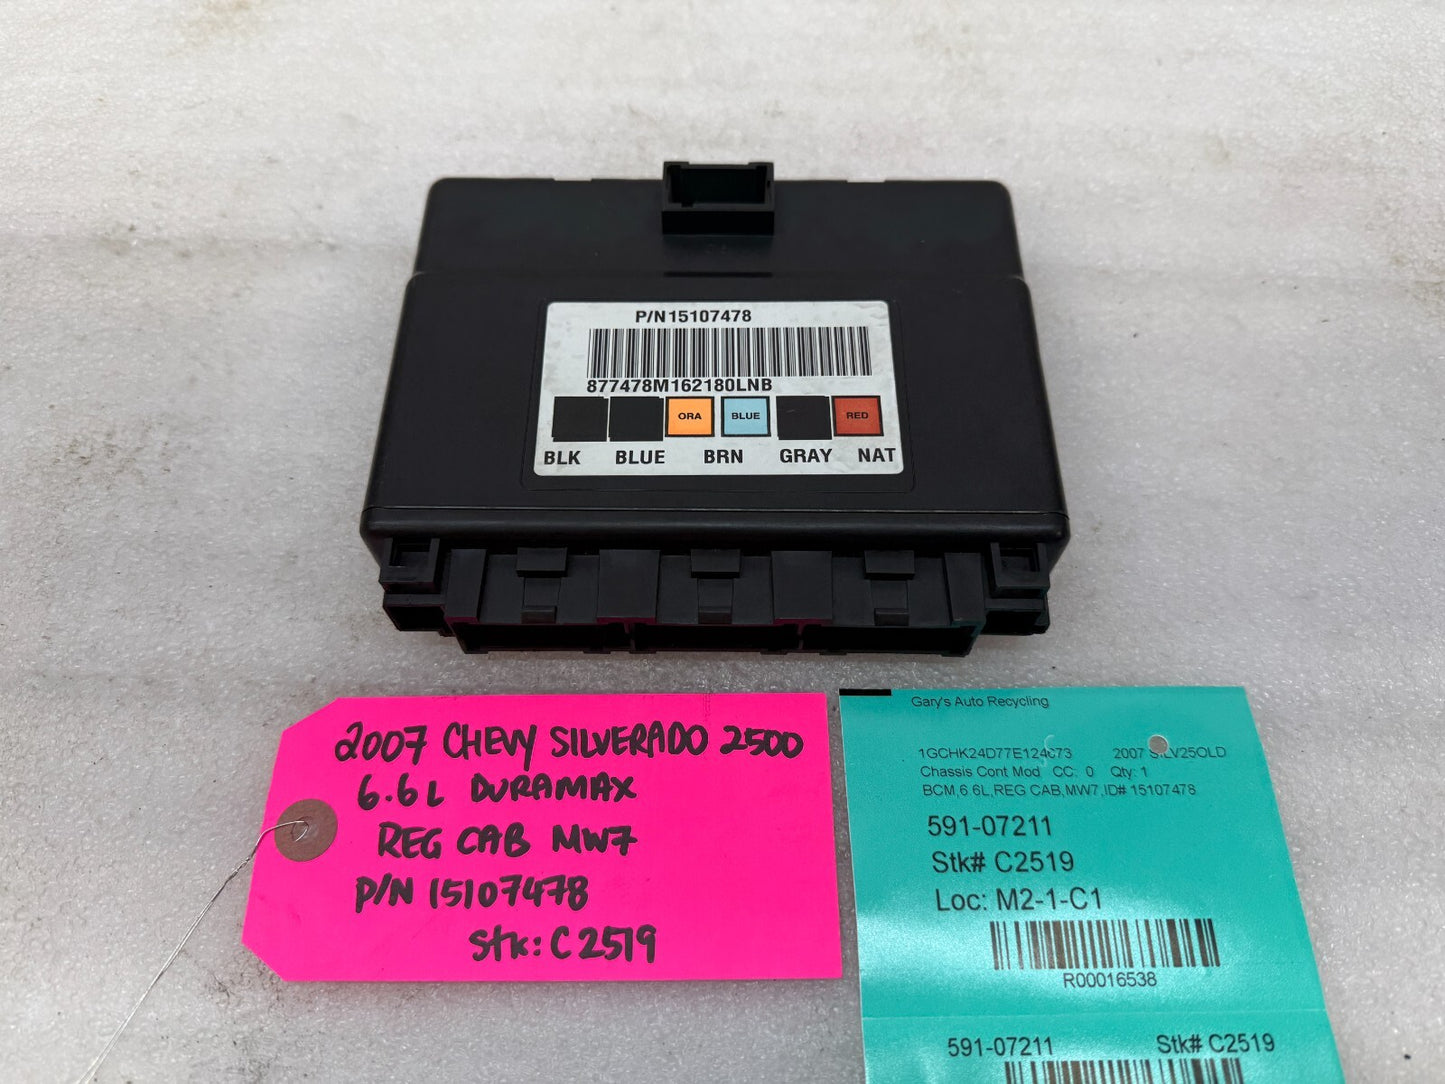 P/N15107478
877478M162180LNB
ORA BLUE RED
BLK BLUE BRN GRAY NAT
2007 CHEVY SILVERADO 2500
6.6L DURAMAX
REG CAB MW7
P/N 15107478
Stk: C2519
Gary's Auto Recycling
2007
Chassis Cont Mod CC: 0 Qty: 1
BCM,6 6L,REG CAB,MW7,ID# 15107478
591-07211
Stk# C2519
Loc: M2-1-C1
R00016538
591-07211 Stk# C2519